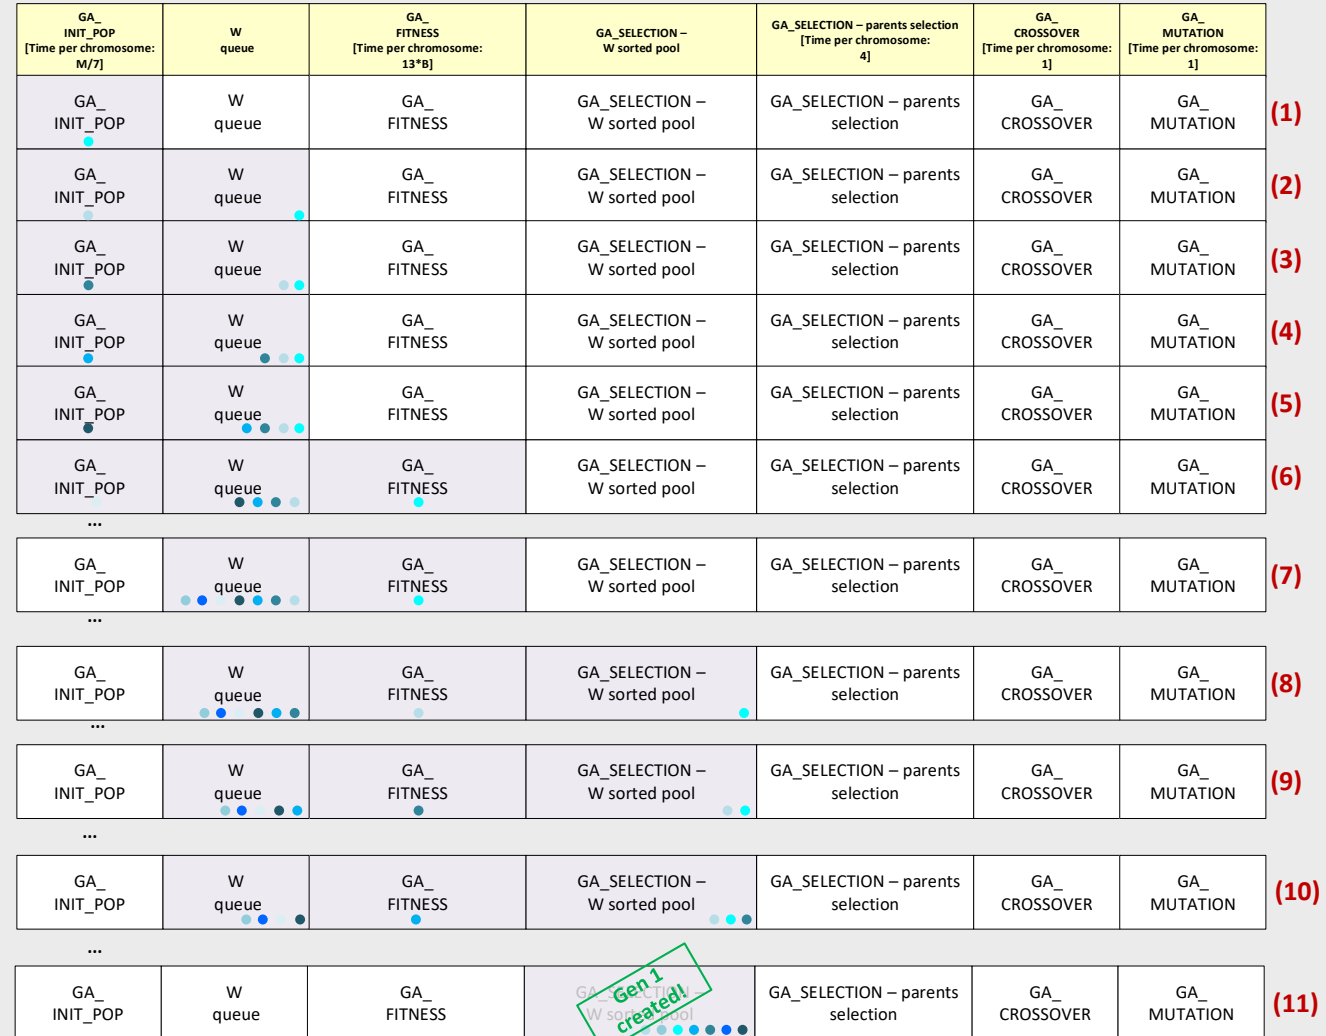 GA_
INIT_POP
[Time per chromosome:
M/7]
W
queue
GA_
FITNESS
[Time per chromosome:
13*B]
GA_SELECTION –
W sorted pool
GA_SELECTION – parents selection
[Time per chromosome:
4]
GA_
CROSSOVER
[Time per chromosome:
1]
GA_
MUTATION
[Time per chromosome:
1]
GA_
INIT_POP
W
queue
GA_
FITNESS
GA_SELECTION –
W sorted pool
GA_SELECTION – parents
selection
GA_
CROSSOVER
GA_
MUTATION
(1)
GA_
INIT_POP
W
queue
GA_
FITNESS
GA_SELECTION –
W sorted pool
GA_SELECTION – parents
selection
GA_
CROSSOVER
GA_
MUTATION
(2)
GA_
INIT_POP
W
queue
GA_
FITNESS
GA_SELECTION –
W sorted pool
GA_SELECTION – parents
selection
GA_
CROSSOVER
GA_
MUTATION
(3)
GA_
INIT_POP
W
queue
GA_
FITNESS
GA_SELECTION –
W sorted pool
GA_SELECTION – parents
selection
GA_
CROSSOVER
GA_
MUTATION
(4)
GA_
INIT_POP
W
queue
GA_
FITNESS
GA_SELECTION –
W sorted pool
GA_SELECTION – parents
selection
GA_
CROSSOVER
GA_
MUTATION
(5)
GA_
INIT_POP
W
queue
GA_
FITNESS
GA_SELECTION –
W sorted pool
GA_SELECTION – parents
selection
GA_
CROSSOVER
GA_
MUTATION
(6)
...
GA_
INIT_POP
W
queue
GA_
FITNESS
GA_SELECTION –
W sorted pool
GA_SELECTION – parents
selection
GA_
CROSSOVER
GA_
MUTATION
(7)
...
GA_
INIT_POP
W
queue
GA_
FITNESS
GA_SELECTION –
W sorted pool
GA_SELECTION – parents
selection
GA_
CROSSOVER
GA_
MUTATION
(8)
...
GA_
INIT_POP
W
queue
GA_
FITNESS
GA_SELECTION –
W sorted pool
GA_SELECTION – parents
selection
GA_
CROSSOVER
GA_
MUTATION
(9)
...
GA_
INIT_POP
W
queue
GA_
FITNESS
GA_SELECTION –
W sorted pool
GA_SELECTION – parents
selection
GA_
CROSSOVER
GA_
MUTATION
(10)
...
GA_
INIT_POP
W
queue
GA_
FITNESS
GA_SELECTION –
W sorted pool
Gen 1
created!
GA_SELECTION – parents
selection
GA_
CROSSOVER
GA_
MUTATION
(11)